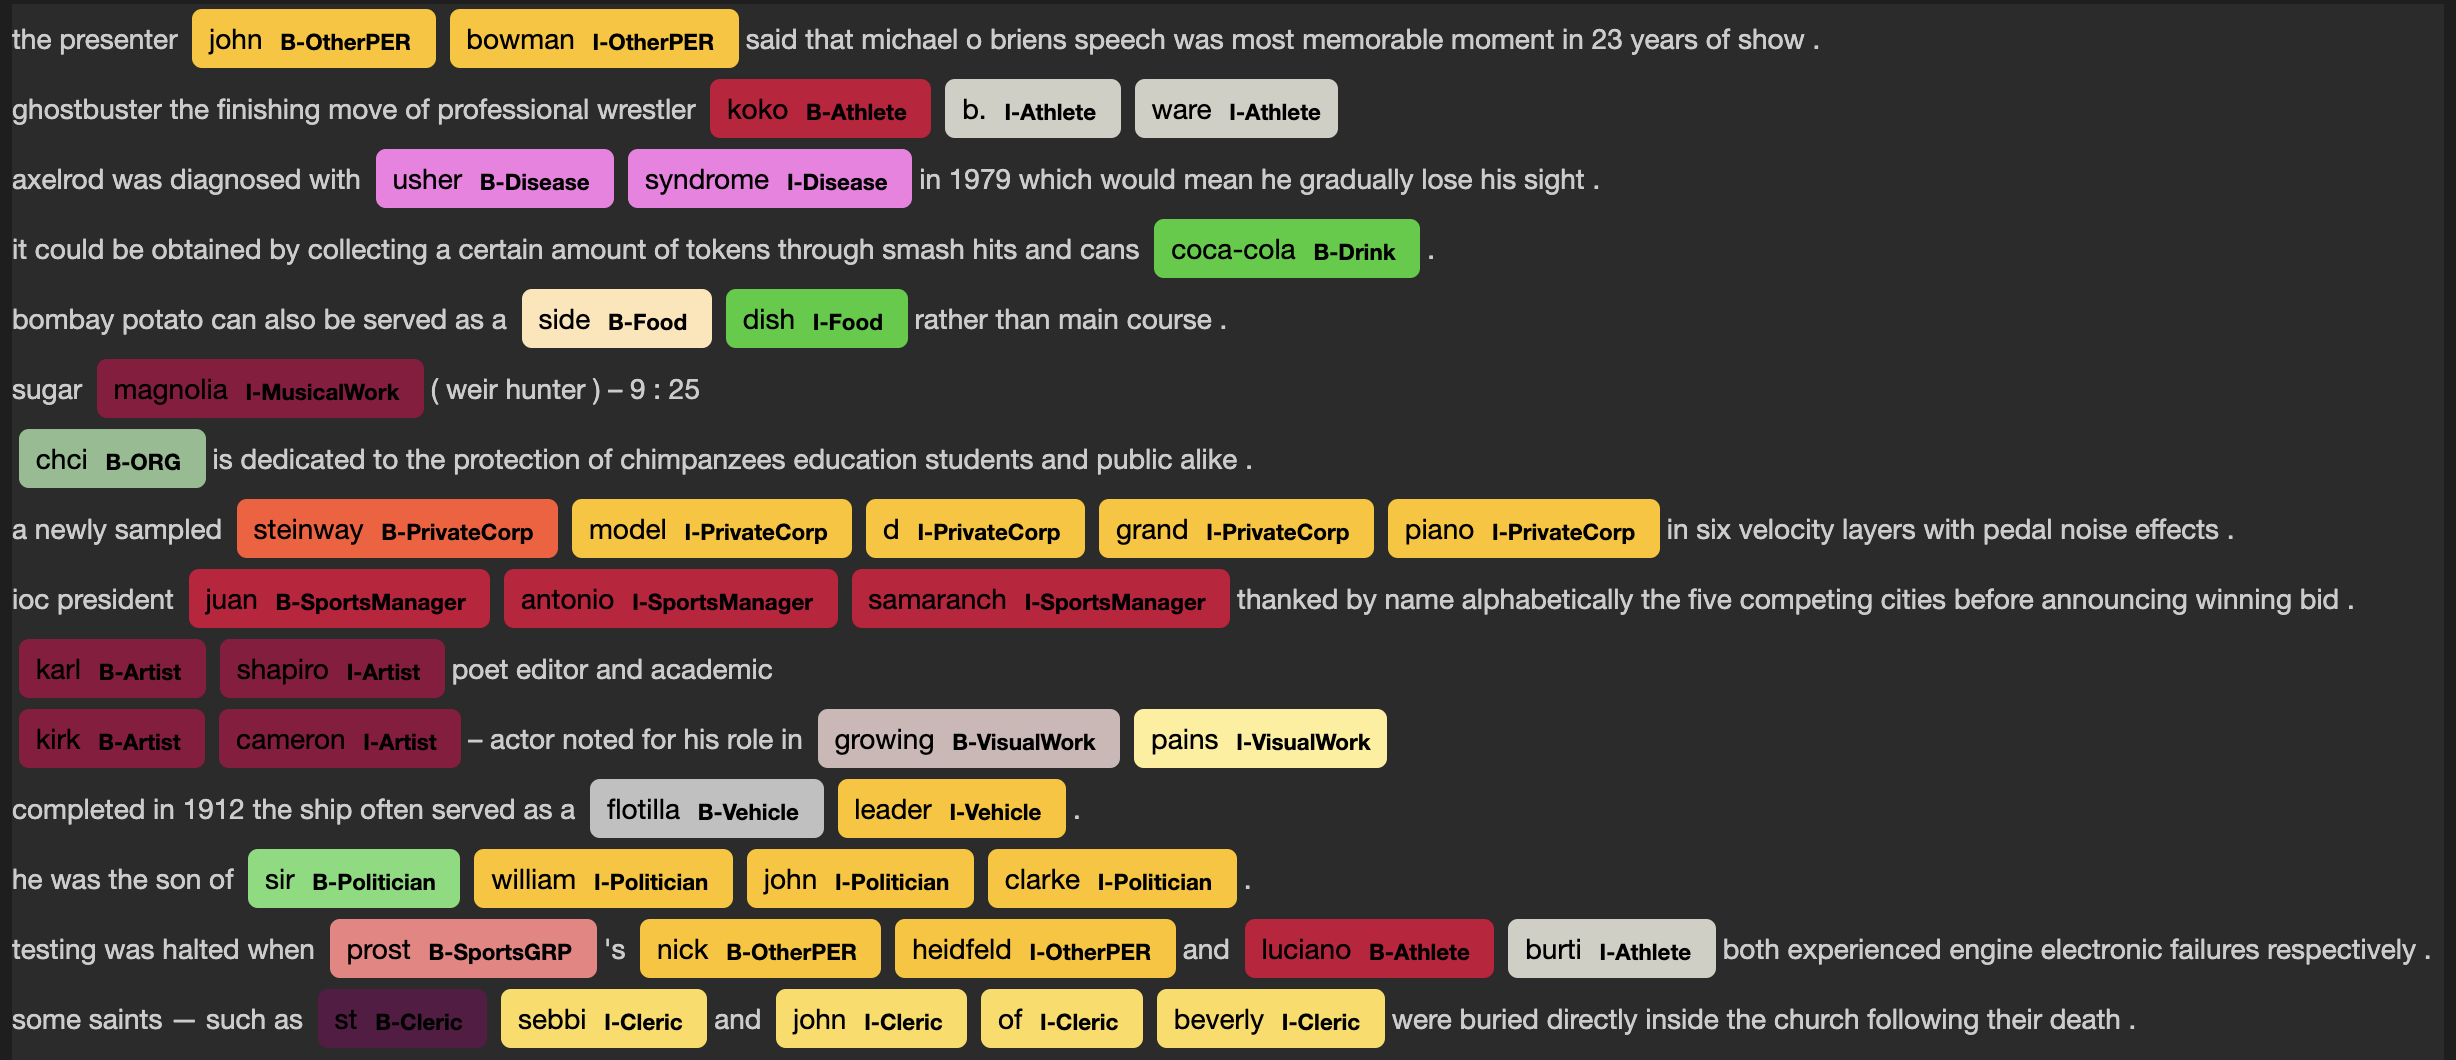 the presenter john B-OtherPER bowman I-OtherPER said that michael o briens speech was most memorable moment in 23 years of show .
ghostbuster the finishing move of professional wrestler koko B-Athlete b. I-Athlete ware I-Athlete
axelrod was diagnosed with usher B-Disease syndrome I-Disease in 1979 which would mean he gradually lose his sight .
it could be obtained by collecting a certain amount of tokens through smash hits and cans coca-cola B-Drink .
bombay potato can also be served as a side B-Food dish I-Food rather than main course .
sugar magnolia I-MusicalWork ( weir hunter ) – 9 : 25
chci B-ORG is dedicated to the protection of chimpanzees education students and public alike .
a newly sampled steinway B-PrivateCorp model I-PrivateCorp d I-PrivateCorp grand I-PrivateCorp piano I-PrivateCorp in six velocity layers with pedal noise effects .
ioc president juan B-SportsManager antonio I-SportsManager samaranch I-SportsManager thanked by name alphabetically the five competing cities before announcing winning bid .
karl B-Artist shapiro I-Artist poet editor and academic
kirk B-Artist cameron I-Artist – actor noted for his role in growing B-VisualWork pains I-VisualWork
completed in 1912 the ship often served as a flotilla B-Vehicle leader I-Vehicle .
he was the son of sir B-Politician william I-Politician john I-Politician clarke I-Politician .
testing was halted when prost B-SportsGRP 's nick B-OtherPER heidfeld I-OtherPER and luciano B-Athlete burti I-Athlete both experienced engine electronic failures respectively .
some saints — such as st B-Cleric sebbi I-Cleric and john I-Cleric of I-Cleric beverly I-Cleric were buried directly inside the church following their death .